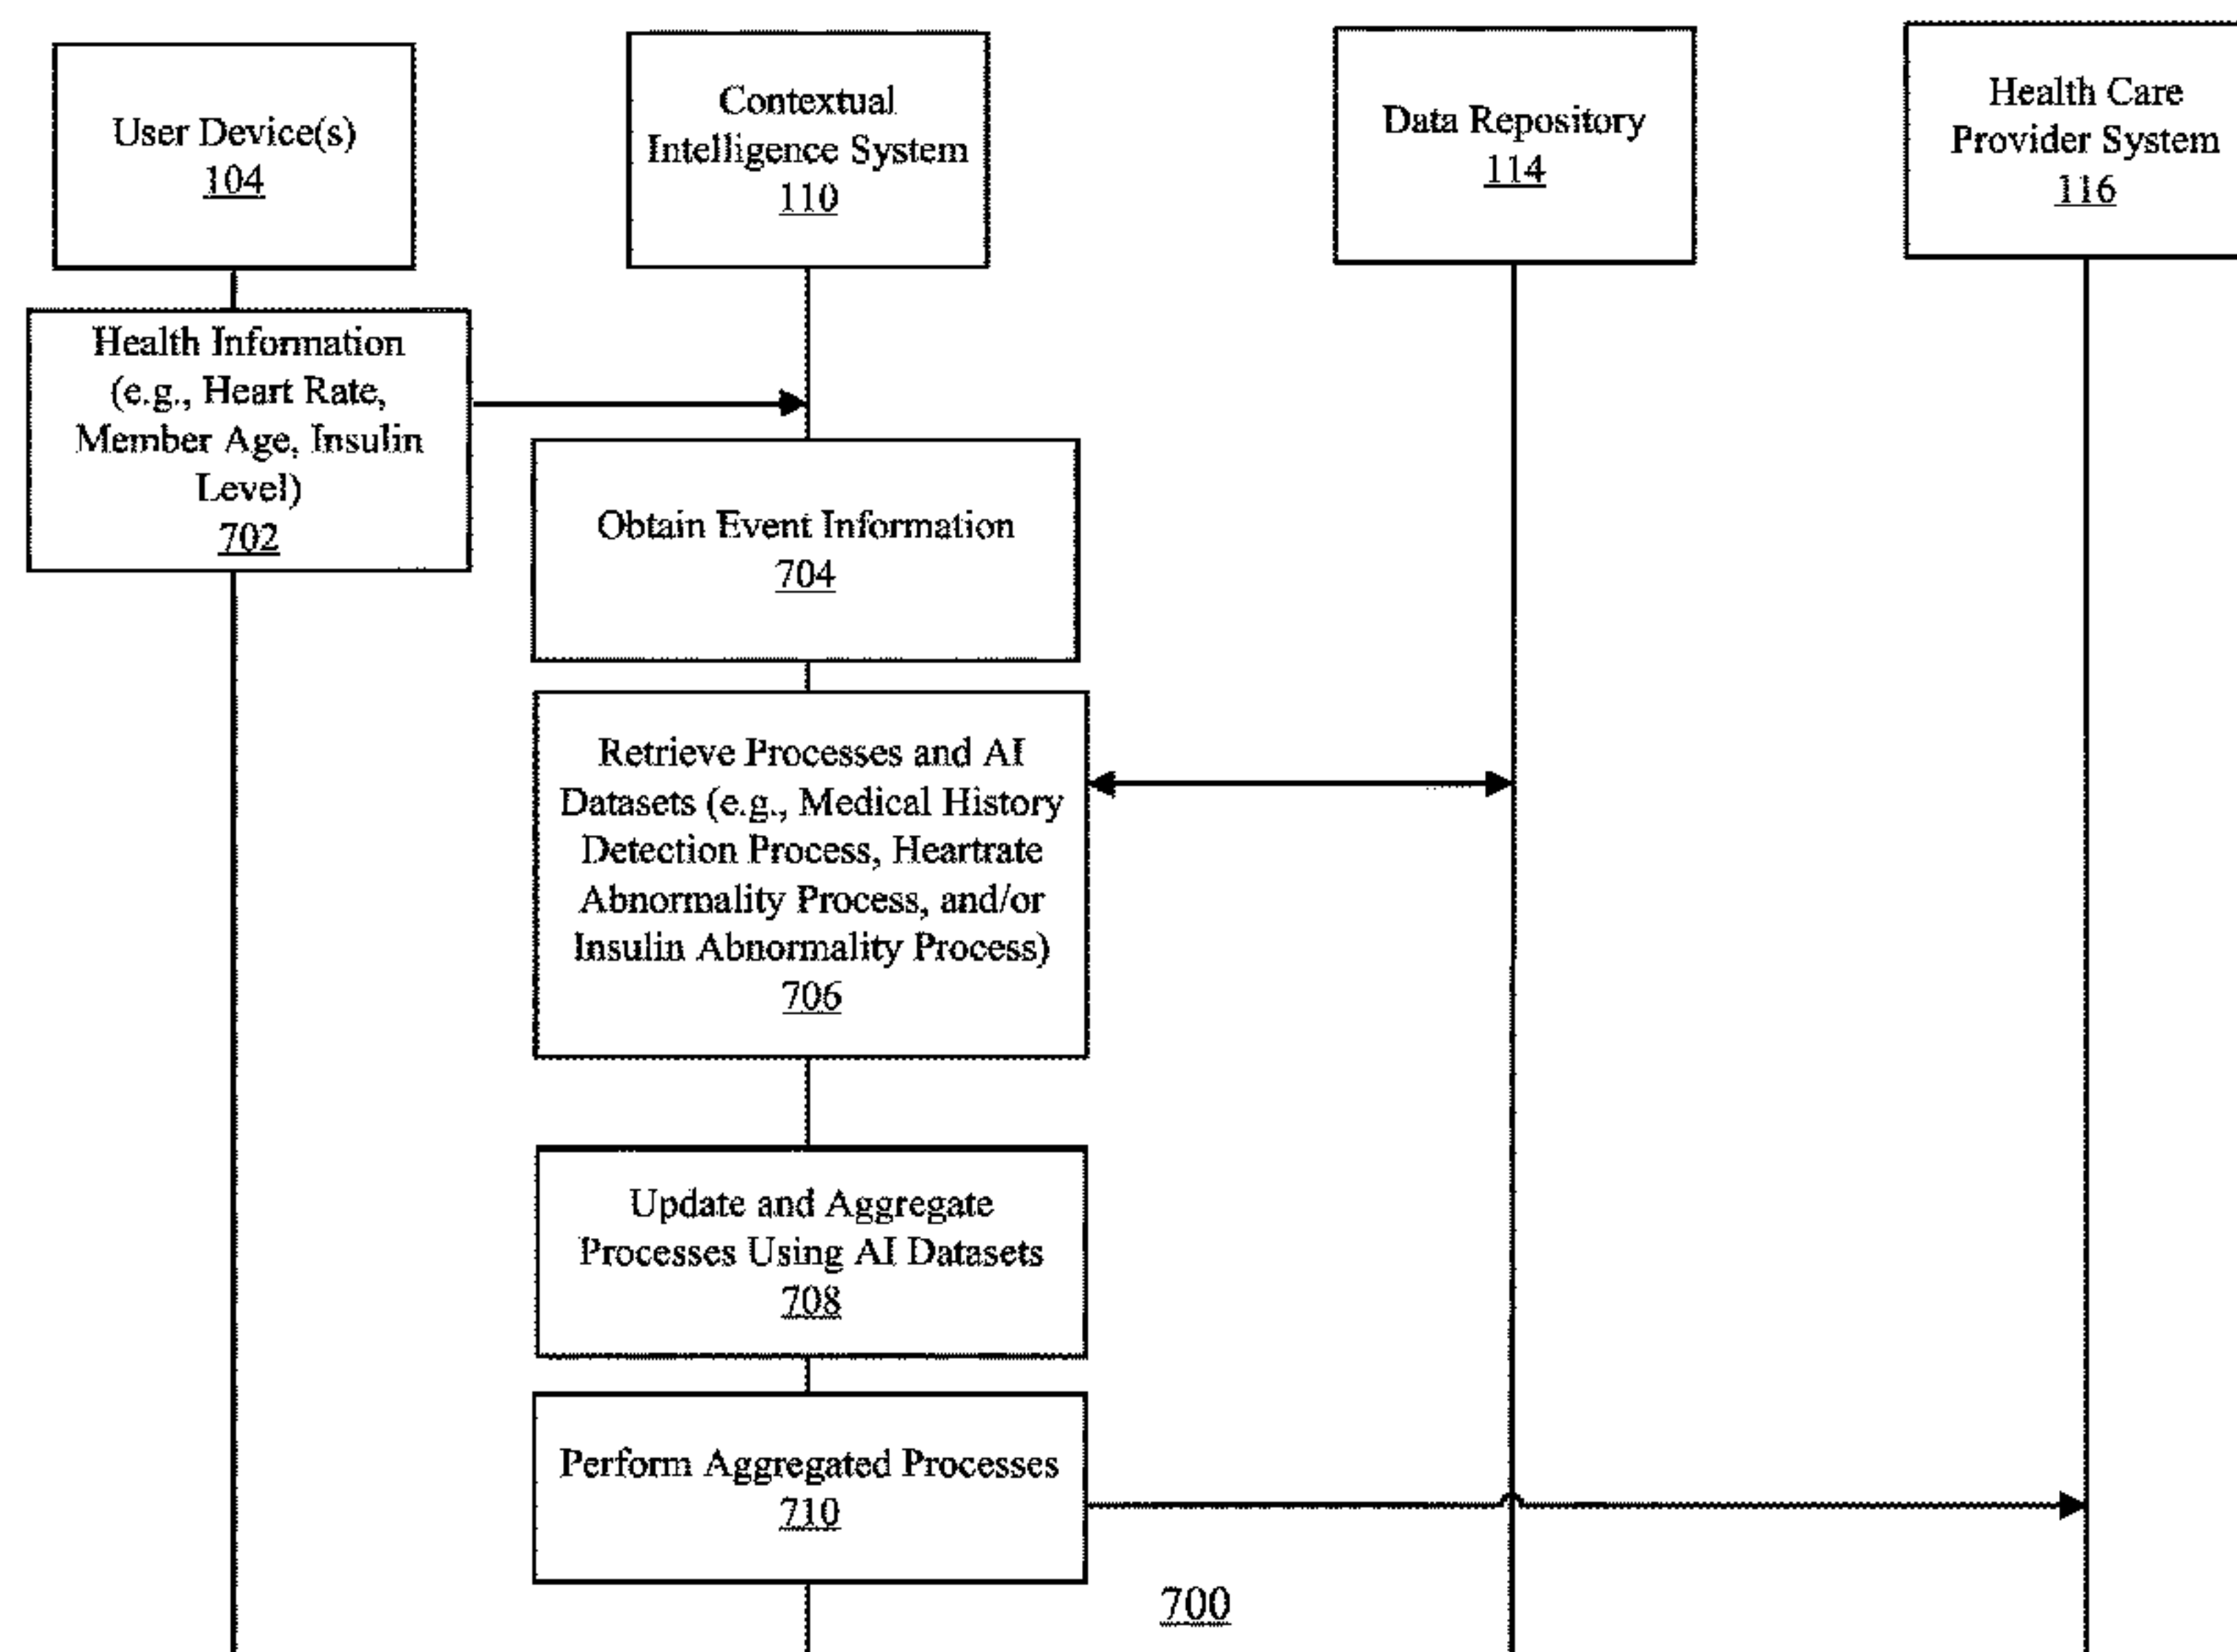 User Device(s)
104
Contextual
Intelligence System
110
Data Repository
114
Health Care
Provider System
116
Health Information
(e.g., Heart Rate,
Member Age, Insulin
Level)
702
Obtain Event Information
704
Retrieve Processes and AI
Datasets (e.g., Medical History
Detection Process, Heartrate
Abnormality Process, and/or
Insulin Abnormality Process)
706
Update and Aggregate
Processes Using AI Datasets
708
Perform Aggregated Processes
710
700